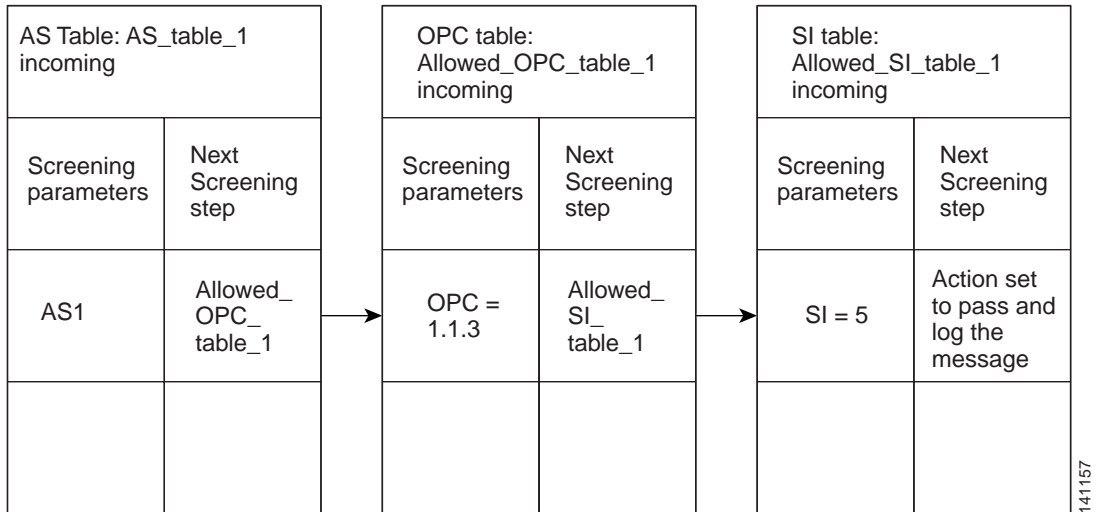 AS Table: AS_table_1
incoming
Screening
parameters
Next
Screening
step
AS1
Allowed_
OPC_
table_1
OPC table:
Allowed_OPC_table_1
incoming
Screening
parameters
Next
Screening
step
OPC =
1.1.3
Allowed_
SI_
table_1
SI table:
Allowed_SI_table_1
incoming
Screening
parameters
Next
Screening
step
SI = 5
Action set
to pass and
log the
message
141157